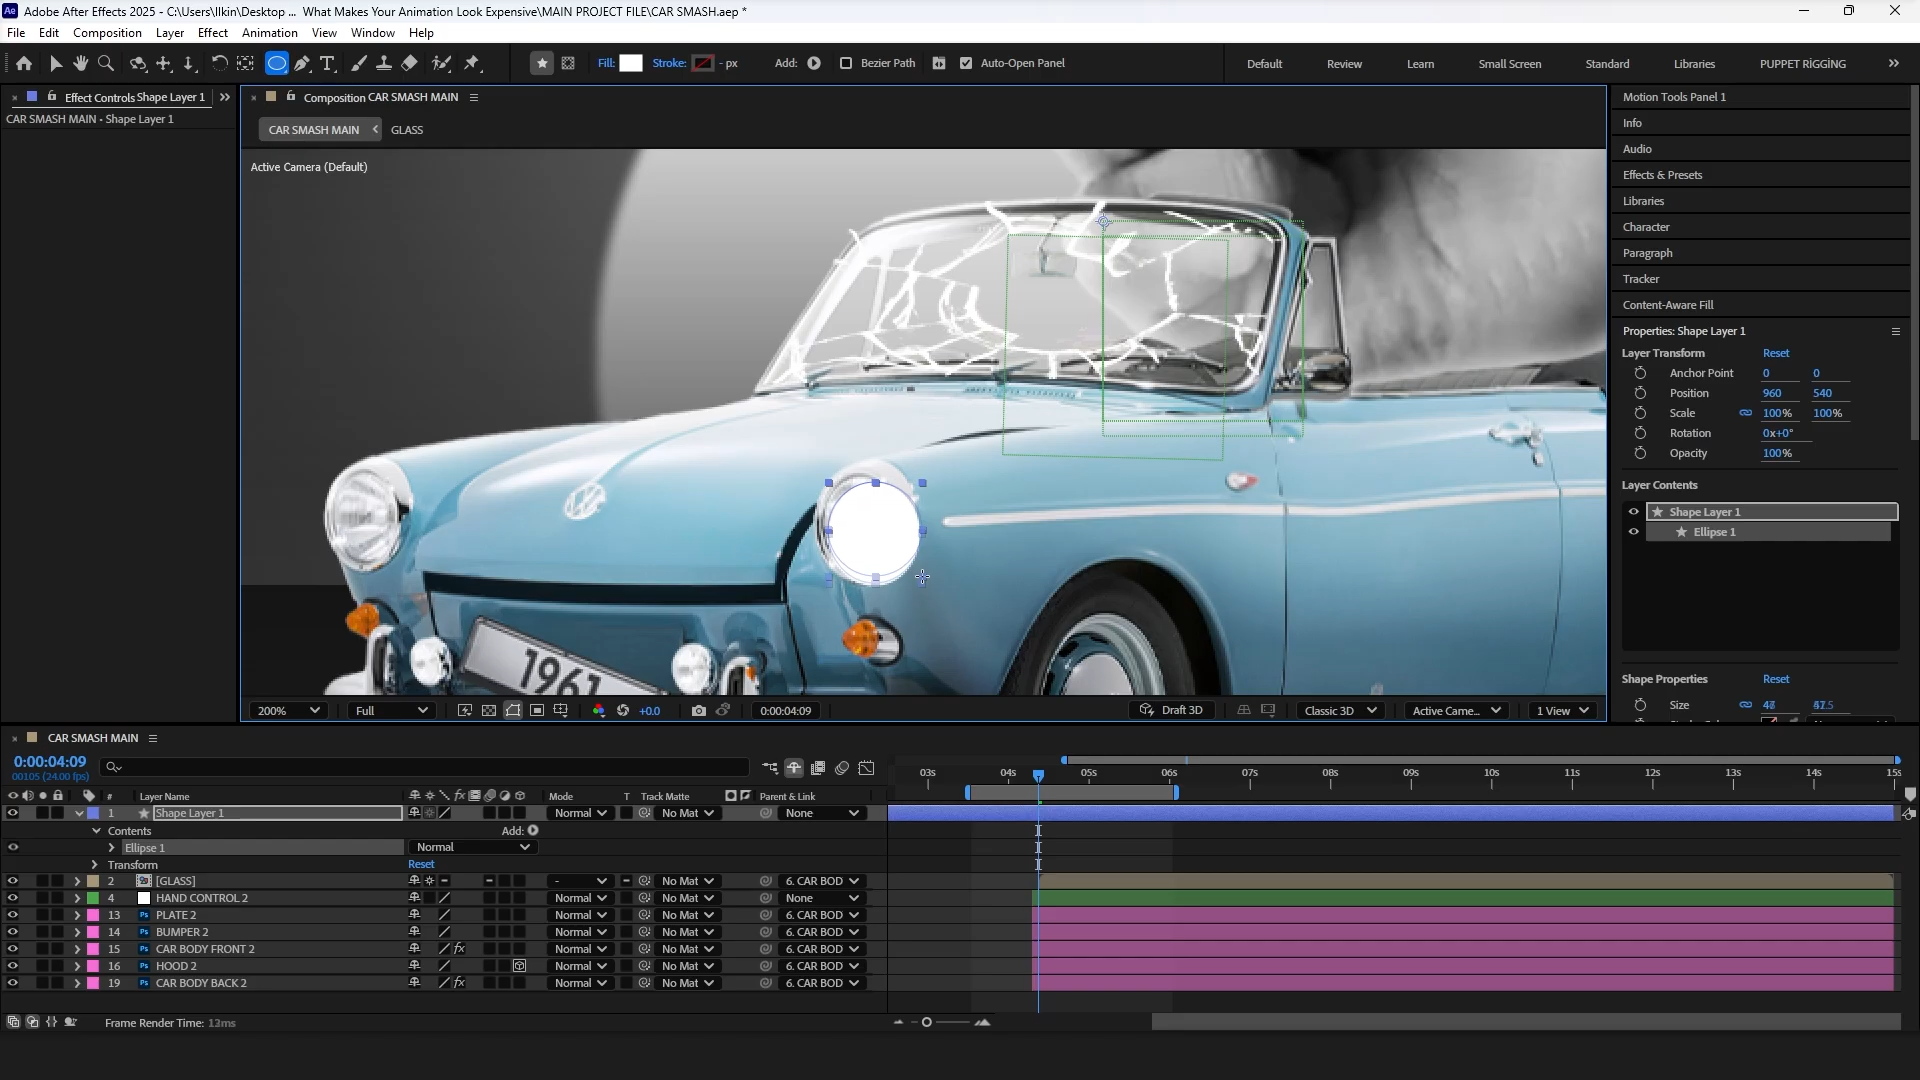 Adobe After Effects 2025 - C:\Users\Ilkin\Desktop ... What Makes Your Animation Look Expensive\MAIN PROJECT FILE\CAR SMASH.aep *
File Edit Composition Layer Effect Animation View Window Help
Fill: Stroke: - px Add: Bezier Path Auto-Open Panel Default Review Learn Small Screen Standard Libraries PUPPET RİGGİNG
Effect Controls Shape Layer 1
CAR SMASH MAIN • Shape Layer 1
Composition CAR SMASH MAIN
CAR SMASH MAIN GLASS
Active Camera (Default)
1961
200% Full +0.0 0:00:04:09 Draft 3D Classic 3D Active Came... 1 View
Motion Tools Panel 1
Info
Audio
Effects & Presets
Libraries
Character
Paragraph
Tracker
Content-Aware Fill
Properties: Shape Layer 1
Layer Transform Reset
Anchor Point 0 0
Position 960 540
Scale 100% 100%
Rotation 0x+0°
Opacity 100%
Layer Contents
Shape Layer 1
Ellipse 1
Shape Properties Reset
Size
CAR SMASH MAIN
0:00:04:09
00105 (24.00 fps)
03s 04s 05s 06s 07s 08s 09s 10s 11s 12s 13s 14s 15s
# Layer Name Mode T Track Matte Parent & Link
1 Shape Layer 1 Normal No Mat None
Contents Add:
Ellipse 1 Normal
Transform Reset
2 [GLASS] - No Mat 6. CAR BOD
4 HAND CONTROL 2 Normal No Mat None
13 PLATE 2 Normal No Mat 6. CAR BOD
14 BUMPER 2 Normal No Mat 6. CAR BOD
15 CAR BODY FRONT 2 Normal No Mat 6. CAR BOD
16 HOOD 2 Normal No Mat 6. CAR BOD
19 CAR BODY BACK 2 Normal No Mat 6. CAR BOD
Frame Render Time: 13ms